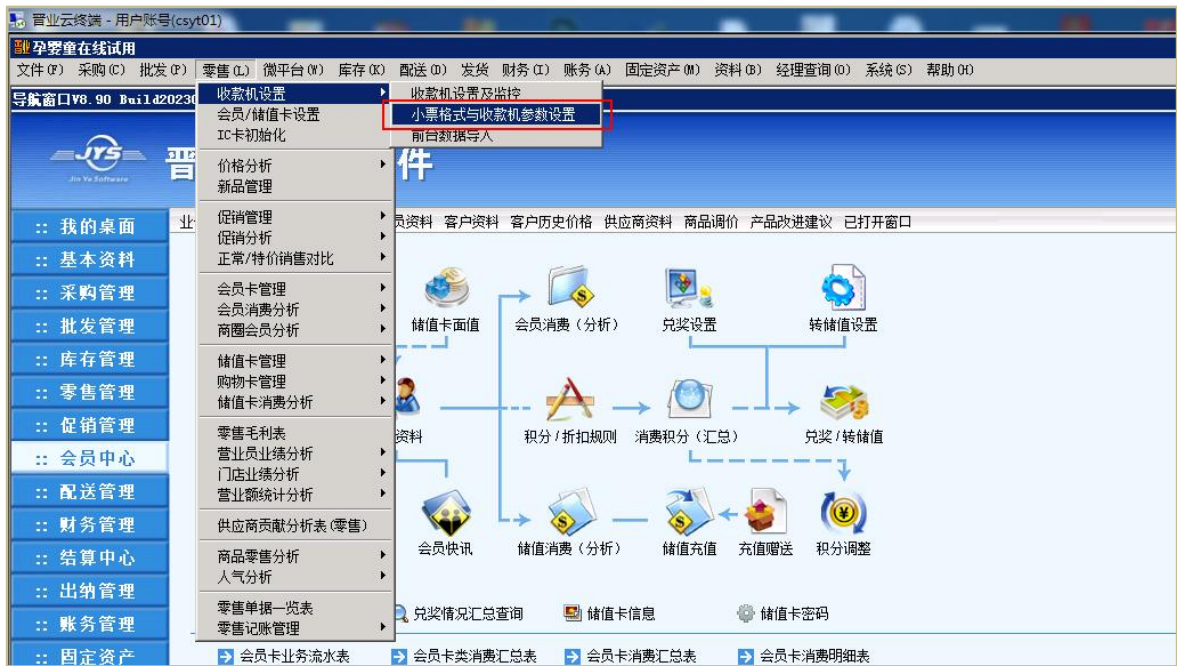 晋业云终端 - 用户账号(csyt01)
孕婴童在线试用
文件(F) 采购(C) 批发(P) 零售(L) 微平台(W) 库存(K) 配送(D) 发货 财务(I) 账务(A) 固定资产(M) 资料(B) 经理查询(O) 系统(S) 帮助(H)
导航窗口V8.90 Build2023
收款机设置
会员/储值卡设置
IC卡初始化
价格分析
新品管理
促销管理
促销分析
正常/特价销售对比
会员卡管理
会员消费分析
商圈会员分析
储值卡管理
购物卡管理
储值卡消费分析
零售毛利表
营业员业绩分析
门店业绩分析
营业额统计分析
供应商贡献分析表(零售)
商品零售分析
人气分析
零售单据一览表
零售记账管理
收款机设置及监控
小票格式与收款机参数设置
前台数据导入
JYS
Jin Ye Software
晋
件
业
员资料 客户资料 客户历史价格 供应商资料 商品调价 产品改进建议 已打开窗口
:: 我的桌面
:: 基本资料
:: 采购管理
:: 批发管理
:: 库存管理
:: 零售管理
:: 促销管理
:: 会员中心
:: 配送管理
:: 财务管理
:: 结算中心
:: 出纳管理
:: 账务管理
:: 固定资产
储值卡面值 会员消费（分析） 兑奖设置 转储值设置
资料 积分/折扣规则 消费积分（汇总） 兑奖/转储值
会员快讯 储值消费（分析） 储值充值 充值赠送 积分调整
兑奖情况汇总查询 储值卡信息 储值卡密码
会员卡业务流水表 会员卡类消费汇总表 会员卡消费汇总表 会员卡消费明细表